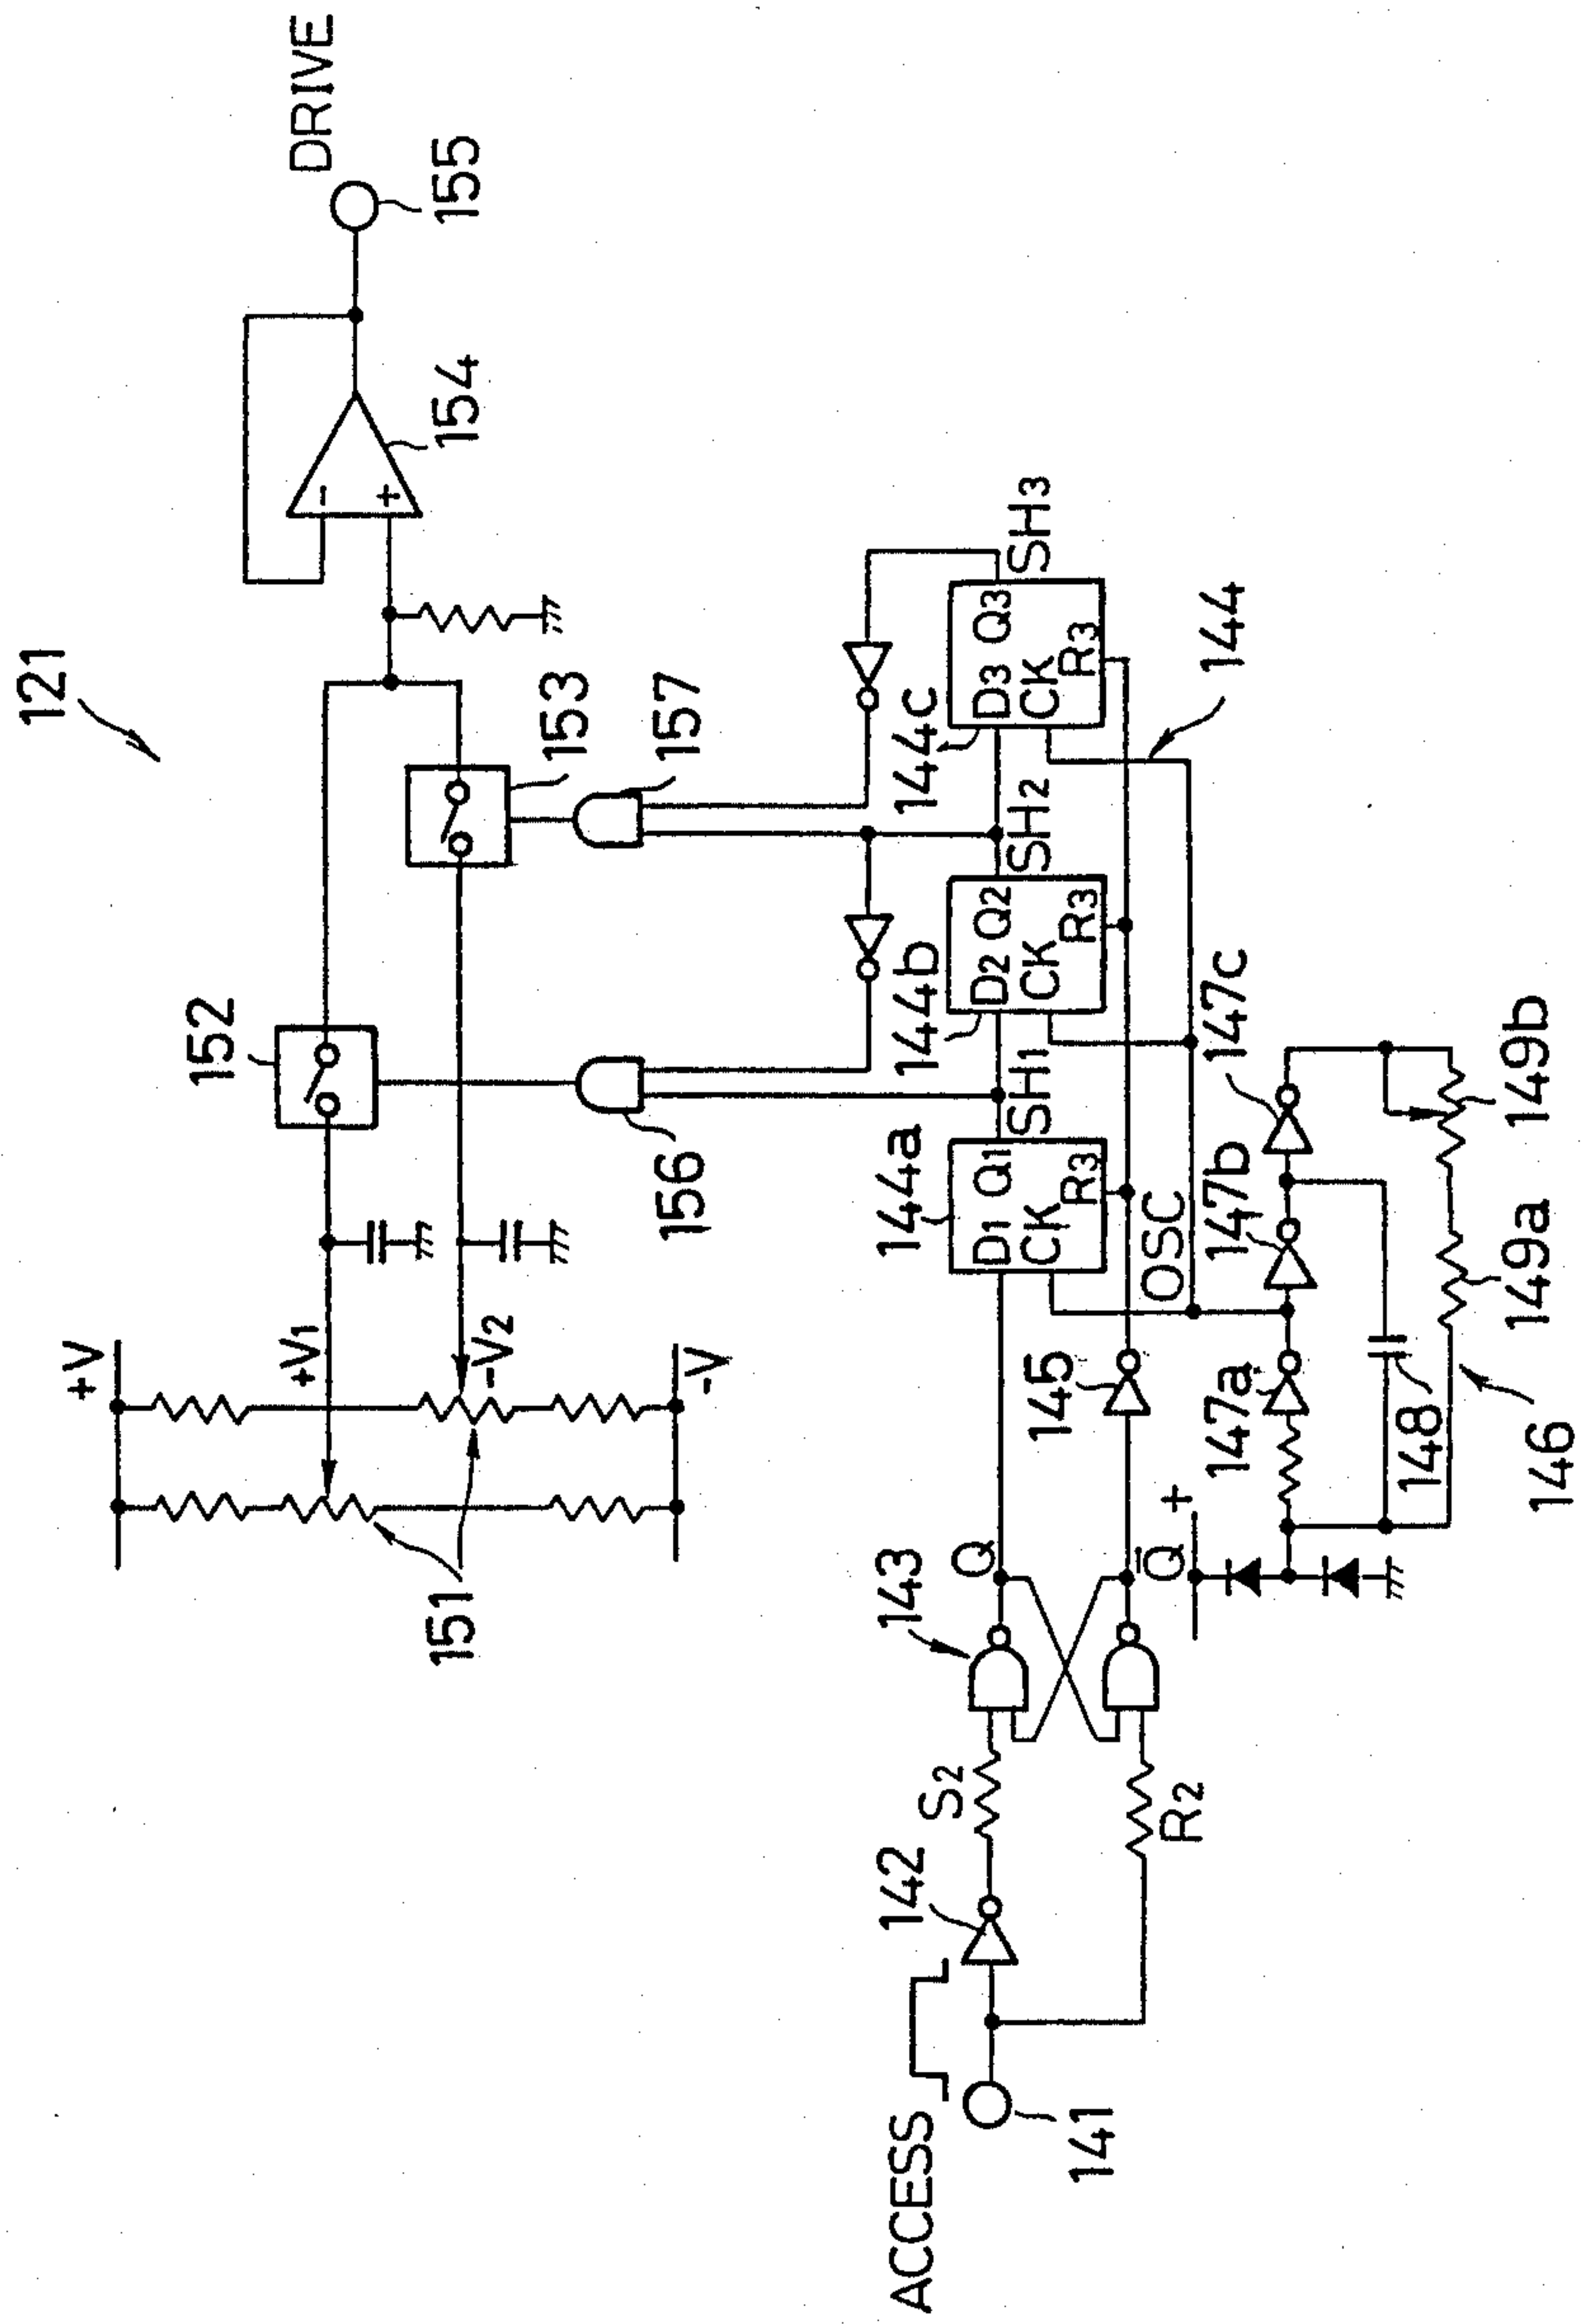 121
DRIVE
155
154
- +
152
153
157
156
+V
+V1
-V2
-V
151
SH3
SH2
SH1
144a
D1 Q1
CK
R3
144b
D2 Q2
CK
R3
144c
D3 Q3
CK
R3
144
OSC
145
143
Q
Q̄
+
S2
R2
142
ACCESS
141
147a
147b
147c
148
149a
149b
146